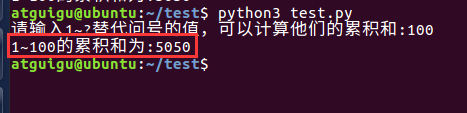 atguigu@ubuntu:~/test$ python3 test.py
请输入1~?替代问号的值, 可以计算他们的累积和:100
1~100的累积和为:5050
atguigu@ubuntu:~/test$